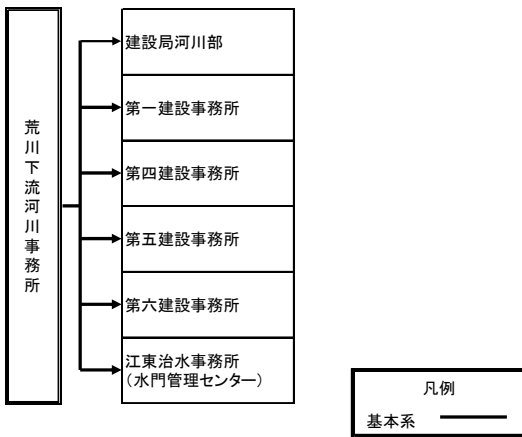 荒川下流河川事務所
建設局河川部
第一建設事務所
第四建設事務所
第五建設事務所
第六建設事務所
江東治水事務所
（水門管理センター）
凡例
基本系